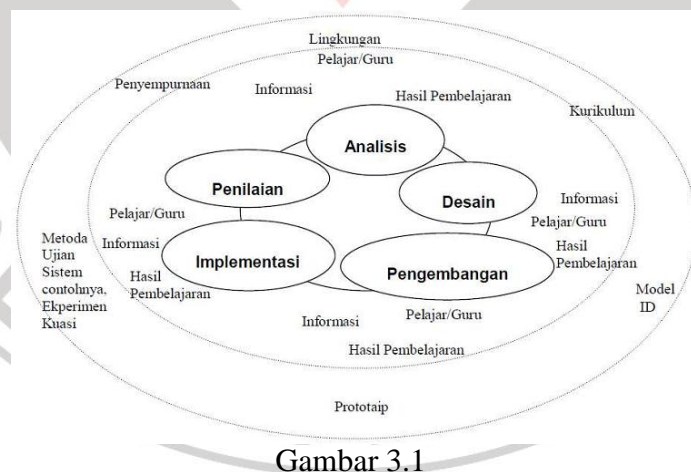 Lingkungan
Pelajar/Guru
Penyempurnaan
Informasi
Hasil Pembelajaran
Kurikulum
Analisis
Penilaian
Desain
Informasi
Pelajar/Guru
Pelajar/Guru
Metoda
Ujian
Sistem
contohnya,
Ekperimen
Kuasi
Informasi
Hasil
Pembelajaran
Implementasi
Pengembangan
Hasil
Pembelajaran
Model
ID
Informasi
Pelajar/Guru
Hasil Pembelajaran
Prototaip
Gambar 3.1